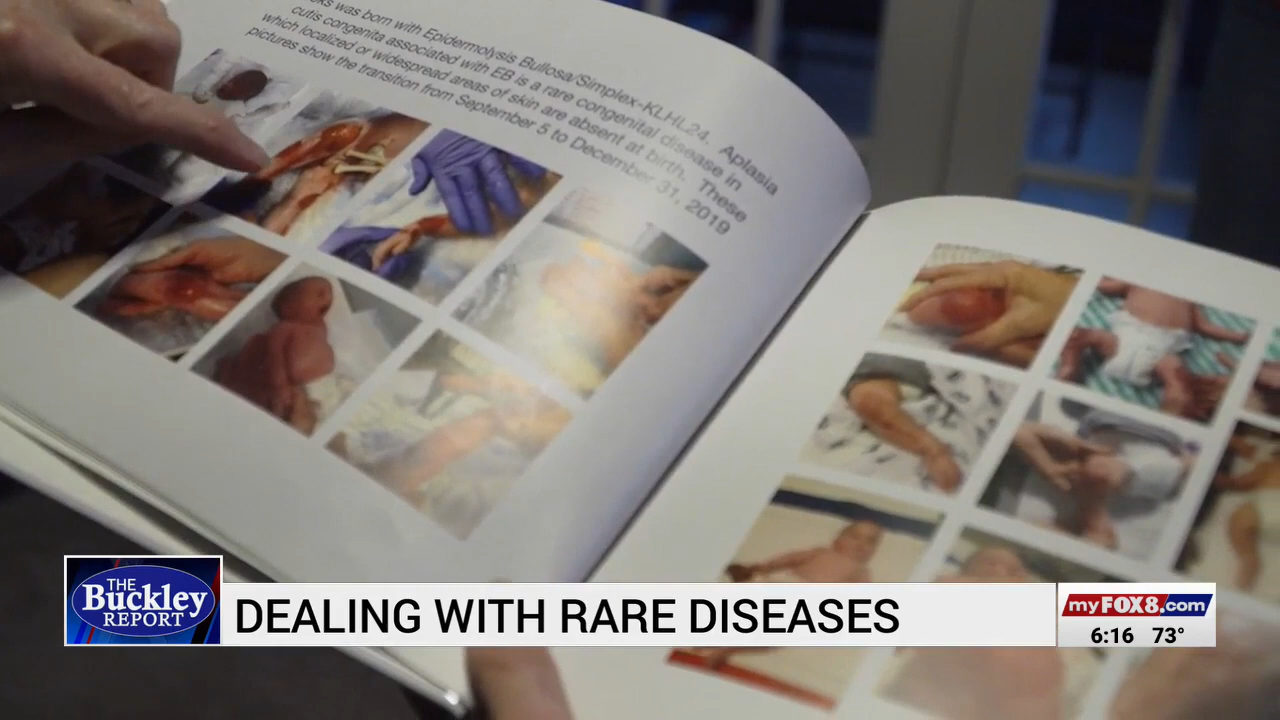 was born with Epidermolysis Bullosa/Simplex-KLHL24. Aplasia
cutis congenita associated with EB is a rare congenital disease in
which localized or widespread areas of skin are absent at birth. These
pictures show the transition from September 5 to December 31, 2019
THE
Buckley
REPORT
DEALING WITH RARE DISEASES
myFOX8.com
6:16 73°